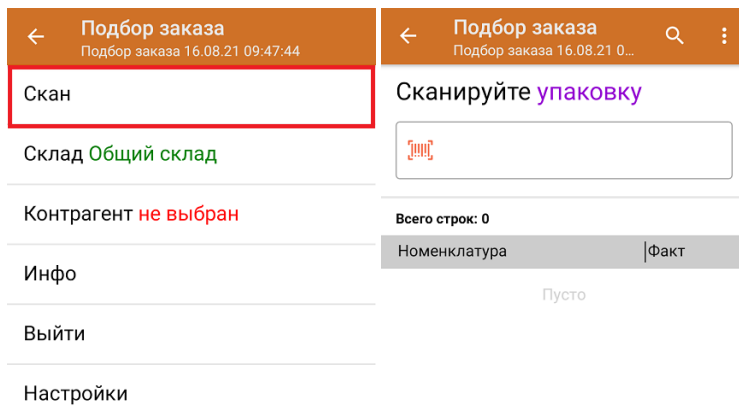 Подбор заказа
Подбор заказа 16.08.21 09:47:44
Скан
Склад Общий склад
Контрагент не выбран
Инфо
Выйти
Настройки
Подбор заказа
Подбор заказа 16.08.21 0...
Сканируйте упаковку
Всего строк: 0
Номенклатура Факт
Пусто